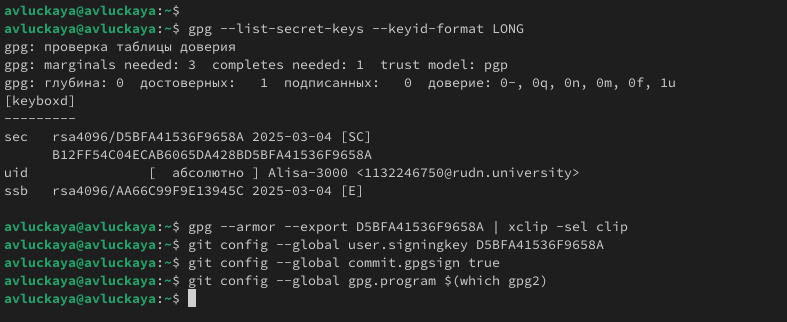 avluckaya@avluckaya:~$
avluckaya@avluckaya:~$ gpg --list-secret-keys --keyid-format LONG
gpg: проверка таблицы доверия
gpg: marginals needed: 3  completes needed: 1  trust model: pgp
gpg: глубина: 0  достоверных:   1  подписанных:   0  доверие: 0-, 0q, 0n, 0m, 0f, 1u
[keyboxd]
---------
sec   rsa4096/D5BFA41536F9658A 2025-03-04 [SC]
      B12FF54C04ECAB6065DA428BD5BFA41536F9658A
uid               [  абсолютно ] Alisa-3000 <1132246750@rudn.university>
ssb   rsa4096/AA66C99F9E13945C 2025-03-04 [E]

avluckaya@avluckaya:~$ gpg --armor --export D5BFA41536F9658A | xclip -sel clip
avluckaya@avluckaya:~$ git config --global user.signingkey D5BFA41536F9658A
avluckaya@avluckaya:~$ git config --global commit.gpgsign true
avluckaya@avluckaya:~$ git config --global gpg.program $(which gpg2)
avluckaya@avluckaya:~$